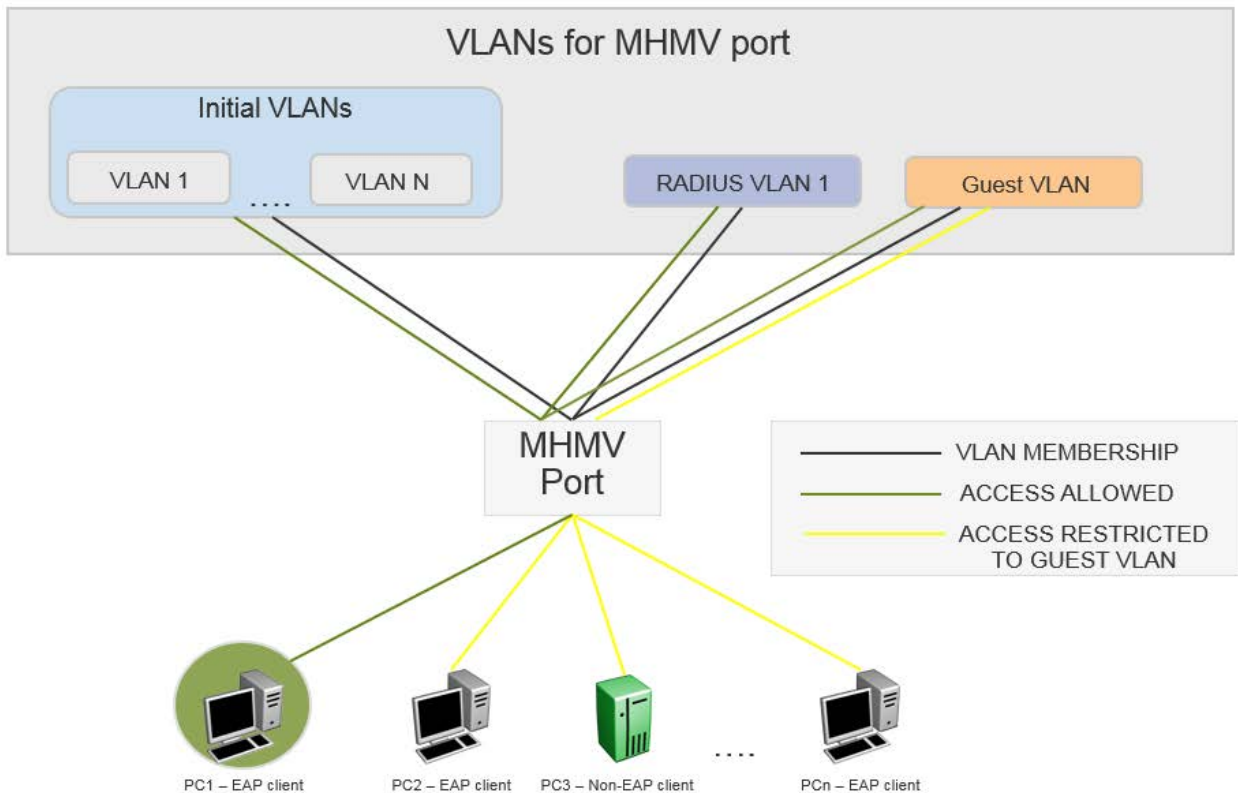 VLANs for MHMV port
Initial VLANs
VLAN 1
....
VLAN N
RADIUS VLAN 1
Guest VLAN
MHMV
Port
VLAN MEMBERSHIP
ACCESS ALLOWED
ACCESS RESTRICTED
TO GUEST VLAN
....
PC1 – EAP client
PC2 – EAP client
PC3 – Non-EAP client
PCn – EAP client